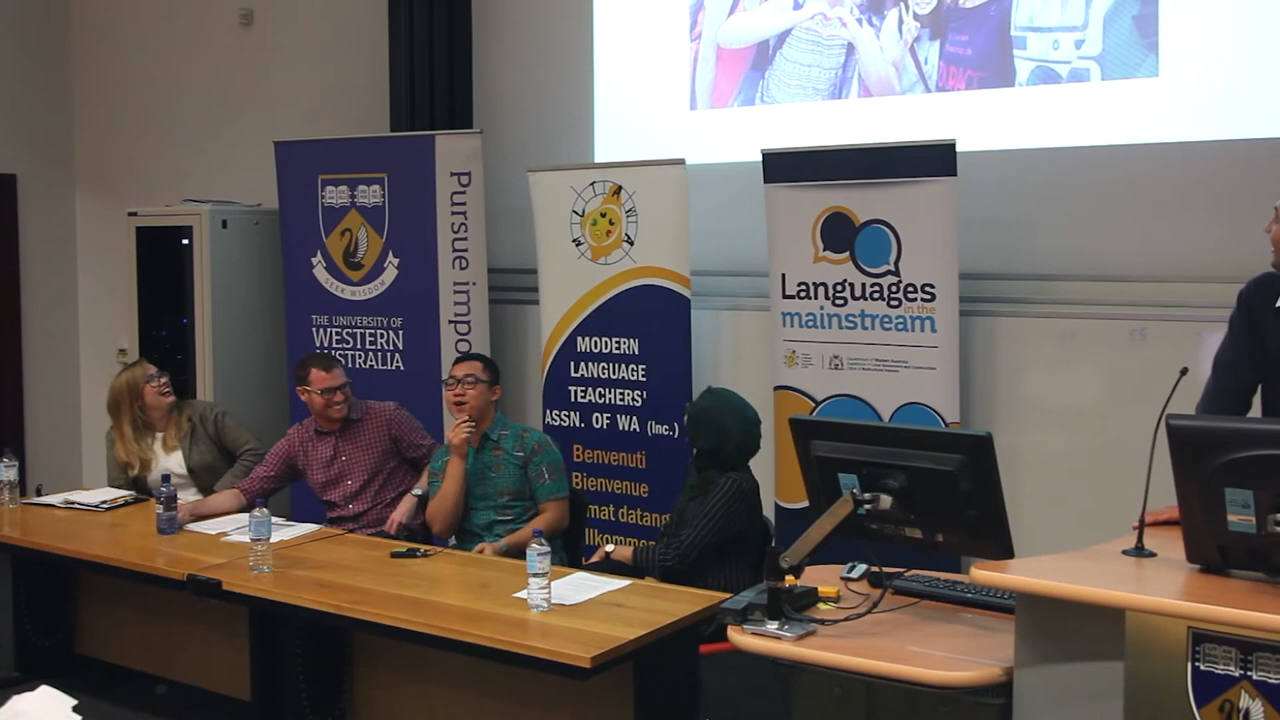 SEEK WISDOM
THE UNIVERSITY OF
WESTERN
AUSTRALIA
Pursue impo
M L T A W A
MODERN
LANGUAGE
TEACHERS'
ASSN. OF WA (Inc.)
Benvenuti
Bienvenue
mat datang
llkommen
Languages
in the
mainstream